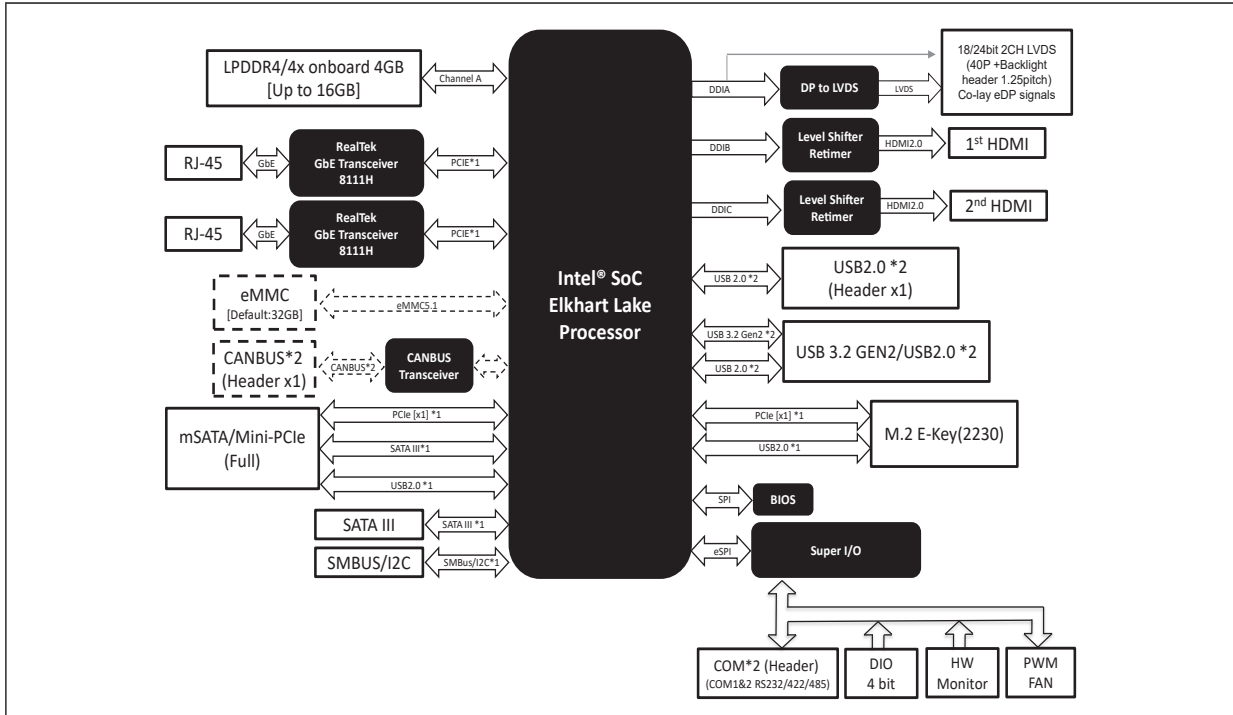 LPDDR4/4x onboard 4GB
[Up to 16GB]
Channel A
RJ-45
GbE
RealTek
GbE Transceiver
8111H
PCIE*1
RJ-45
GbE
RealTek
GbE Transceiver
8111H
PCIE*1
eMMC
[Default:32GB]
eMMC5.1
CANBUS*2
(Header x1)
CANBUS*2
CANBUS
Transceiver
mSATA/Mini-PCIe
(Full)
PCIe [x1] *1
SATA III*1
USB2.0 *1
SATA III
SATA III *1
SMBUS/I2C
SMBus/I2C*1
Intel® SoC
Elkhart Lake
Processor
DDIA
DP to LVDS
LVDS
18/24bit 2CH LVDS
(40P +Backlight
header 1.25pitch)
Co-lay eDP signals
DDIB
Level Shifter
Retimer
HDMI2.0
1st HDMI
DDIC
Level Shifter
Retimer
HDMI2.0
2nd HDMI
USB 2.0 *2
USB2.0 *2
(Header x1)
USB 3.2 Gen2 *2
USB 2.0 *2
USB 3.2 GEN2/USB2.0 *2
PCIe [x1] *1
USB2.0 *1
M.2 E-Key(2230)
SPI
BIOS
eSPI
Super I/O
COM*2 (Header)
(COM1&2 RS232/422/485)
DIO
4 bit
HW
Monitor
PWM
FAN